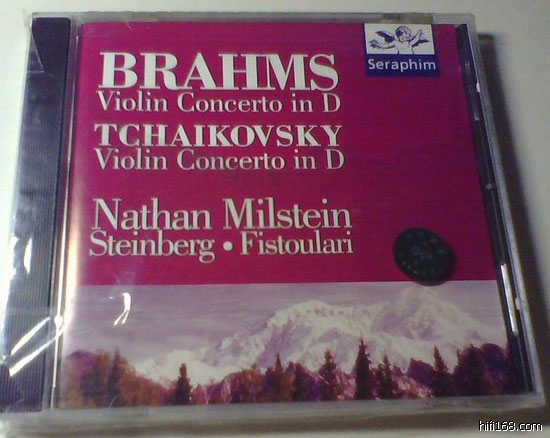 BRAHMS
Violin Concerto in D
TCHAIKOVSKY
Violin Concerto in D
Nathan Milstein
Steinberg • Fistoulari
Seraphim
hifi168.com